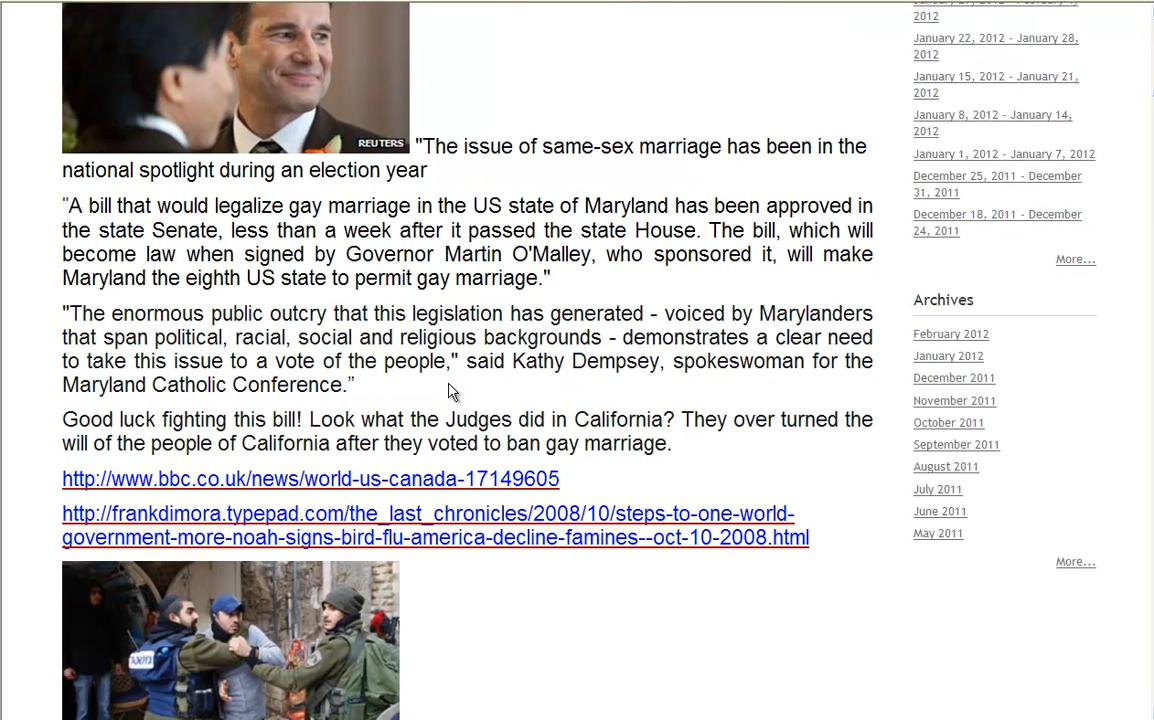 REUTERS
"The issue of same-sex marriage has been in the
national spotlight during an election year
"A bill that would legalize gay marriage in the US state of Maryland has been approved in
the state Senate, less than a week after it passed the state House. The bill, which will
become law when signed by Governor Martin O'Malley, who sponsored it, will make
Maryland the eighth US state to permit gay marriage."
"The enormous public outcry that this legislation has generated - voiced by Marylanders
that span political, racial, social and religious backgrounds - demonstrates a clear need
to take this issue to a vote of the people," said Kathy Dempsey, spokeswoman for the
Maryland Catholic Conference.”
Good luck fighting this bill! Look what the Judges did in California? They over turned the
will of the people of California after they voted to ban gay marriage.
http://www.bbc.co.uk/news/world-us-canada-17149605
http://frankdimora.typepad.com/the_last_chronicles/2008/10/steps-to-one-world-
government-more-noah-signs-bird-flu-america-decline-famines--oct-10-2008.html
2012
January 22, 2012 - January 28,
2012
January 15, 2012 - January 21,
2012
January 8, 2012 - January 14,
2012
January 1, 2012 - January 7, 2012
December 25, 2011 - December
31, 2011
December 18, 2011 - December
24, 2011
More...
Archives
February 2012
January 2012
December 2011
November 2011
October 2011
September 2011
August 2011
July 2011
June 2011
May 2011
More...